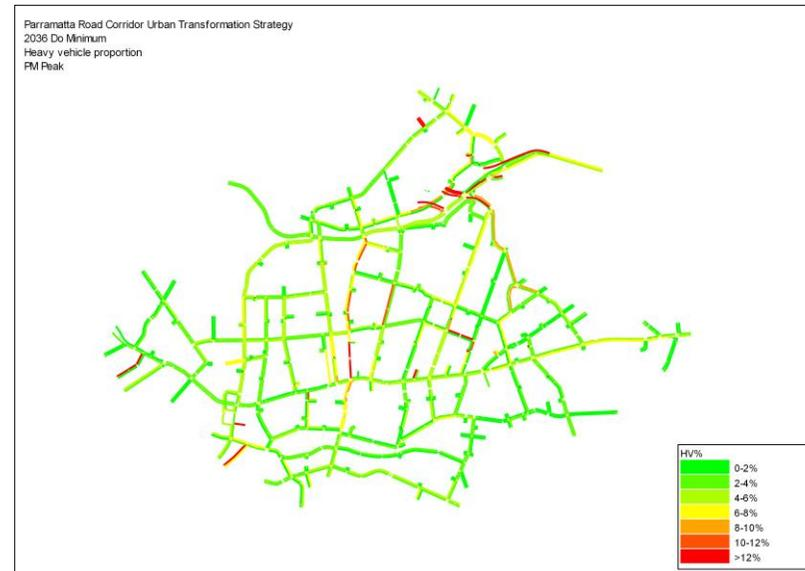 Parramatta Road Corridor Urban Transformation Strategy
2036 Do Minimum
Heavy vehicle proportion
PM Peak
HV%
0-2%
2-4%
4-6%
6-8%
8-10%
10-12%
>12%